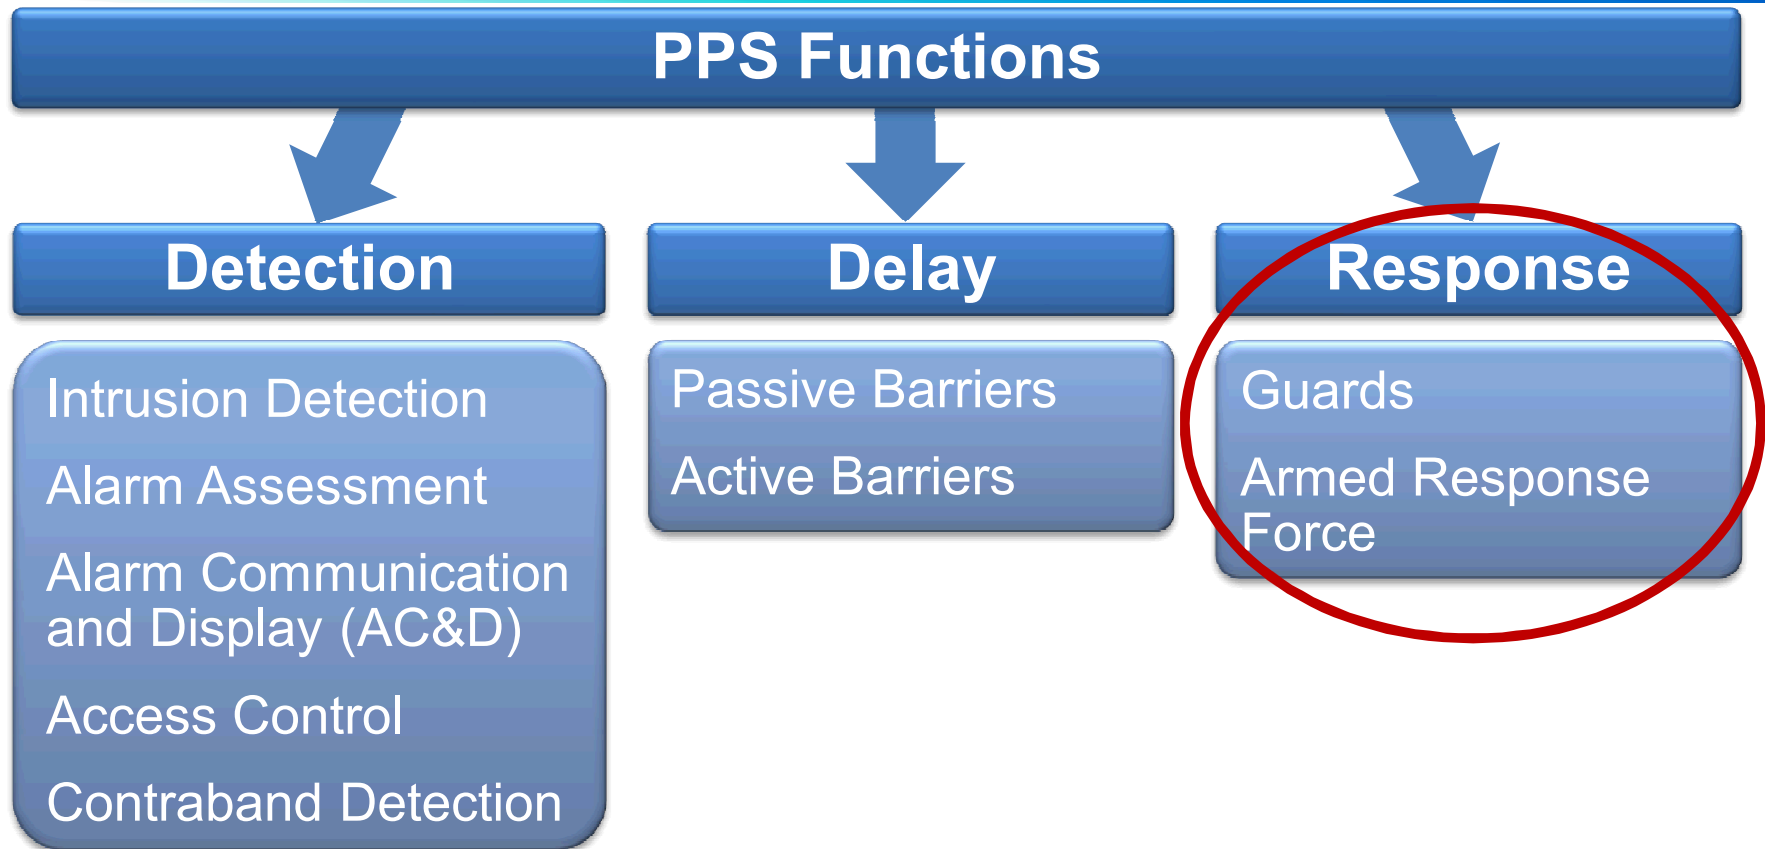 PPS Functions
Detection
Delay
Response
Intrusion Detection
Alarm Assessment
Alarm Communication
and Display (AC&D)
Access Control
Contraband Detection
Passive Barriers
Active Barriers
Guards
Armed Response
Force